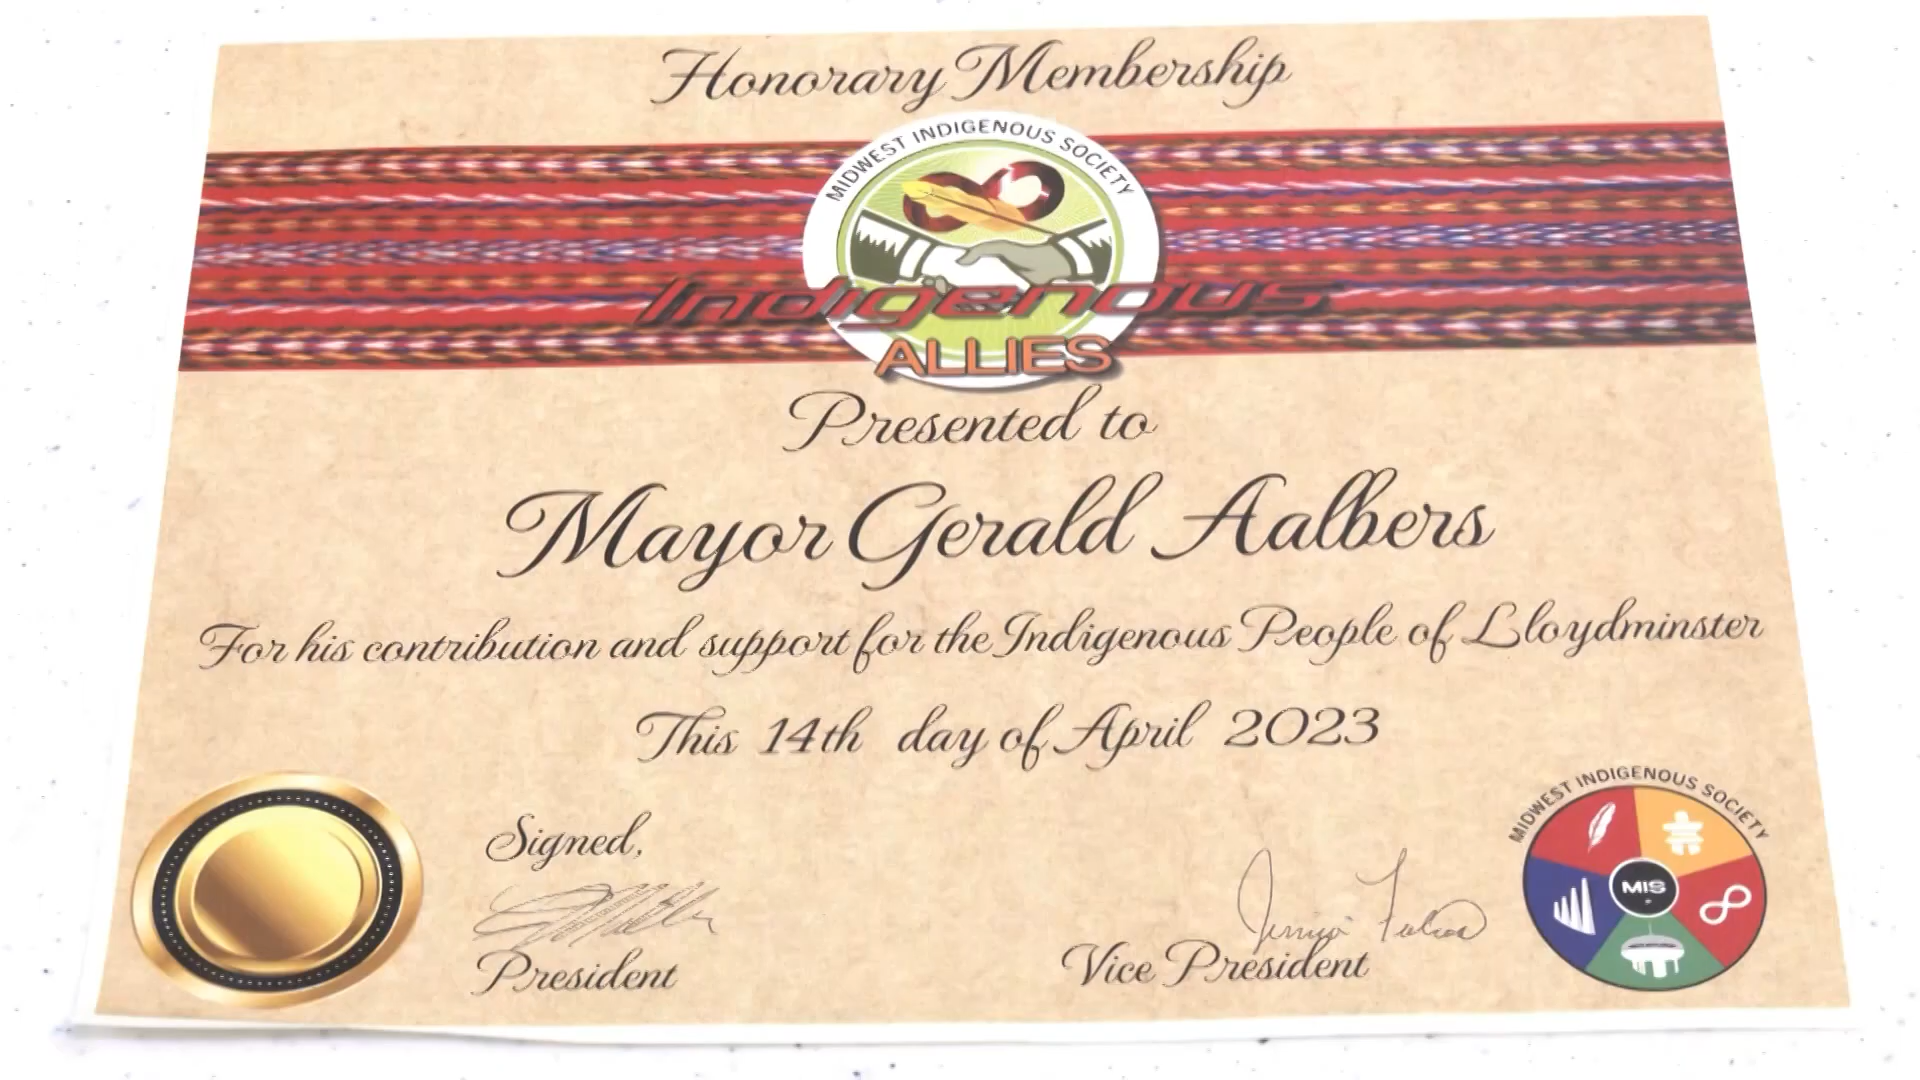 Honorary Membership
MIDWEST INDIGENOUS SOCIETY
Indigenous
ALLIES
Presented to
Mayor Gerald Aalbers
For his contribution and support for the Indigenous People of Lloydminster
This 14th day of April 2023
Signed,
President
Vice President
MIDWEST INDIGENOUS SOCIETY
MIS